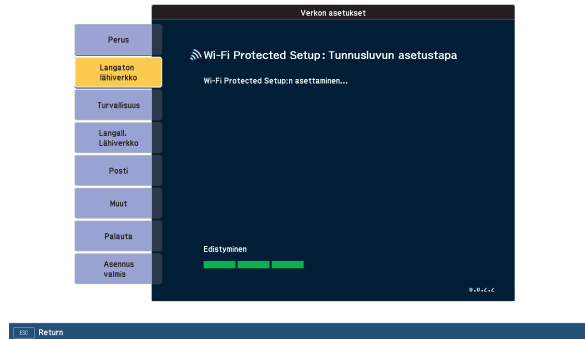 Verkon asetukset
Perus
Langaton
lähiverkko
Turvallisuus
Langall.
Lähiverkko
Posti
Muut
Palauta
Asennus
valmis
Wi-Fi Protected Setup: Tunnusluvun asetustapa
Wi-Fi Protected Setup:n asettaminen...
Edistyminen
ESC Return